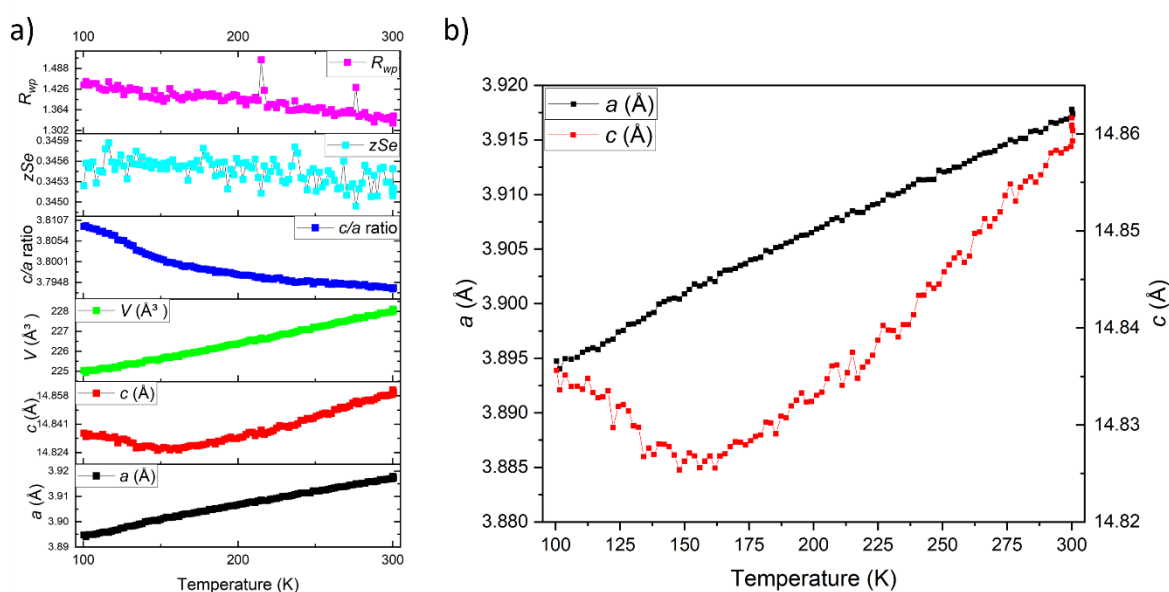 a)
100 200 300
1.488
1.426
1.364
1.302
Rwp
Rwp
0.3459
0.3456
0.3453
0.3450
zSe
zSe
3.8107
3.8054
3.8001
3.7948
c/a ratio
c/a ratio
228
227
226
225
V (Å³)
V (Å³ )
14.858
14.841
14.824
c (Å)
c (Å)
3.92
3.91
3.90
3.89
a (Å)
a (Å)
100 200 300
Temperature (K)
b)
3.920
3.915
3.910
3.905
3.900
3.895
3.890
3.885
3.880
a (Å)
a (Å)
c (Å)
14.86
14.85
14.84
14.83
14.82
c (Å)
100 125 150 175 200 225 250 275 300
Temperature (K)